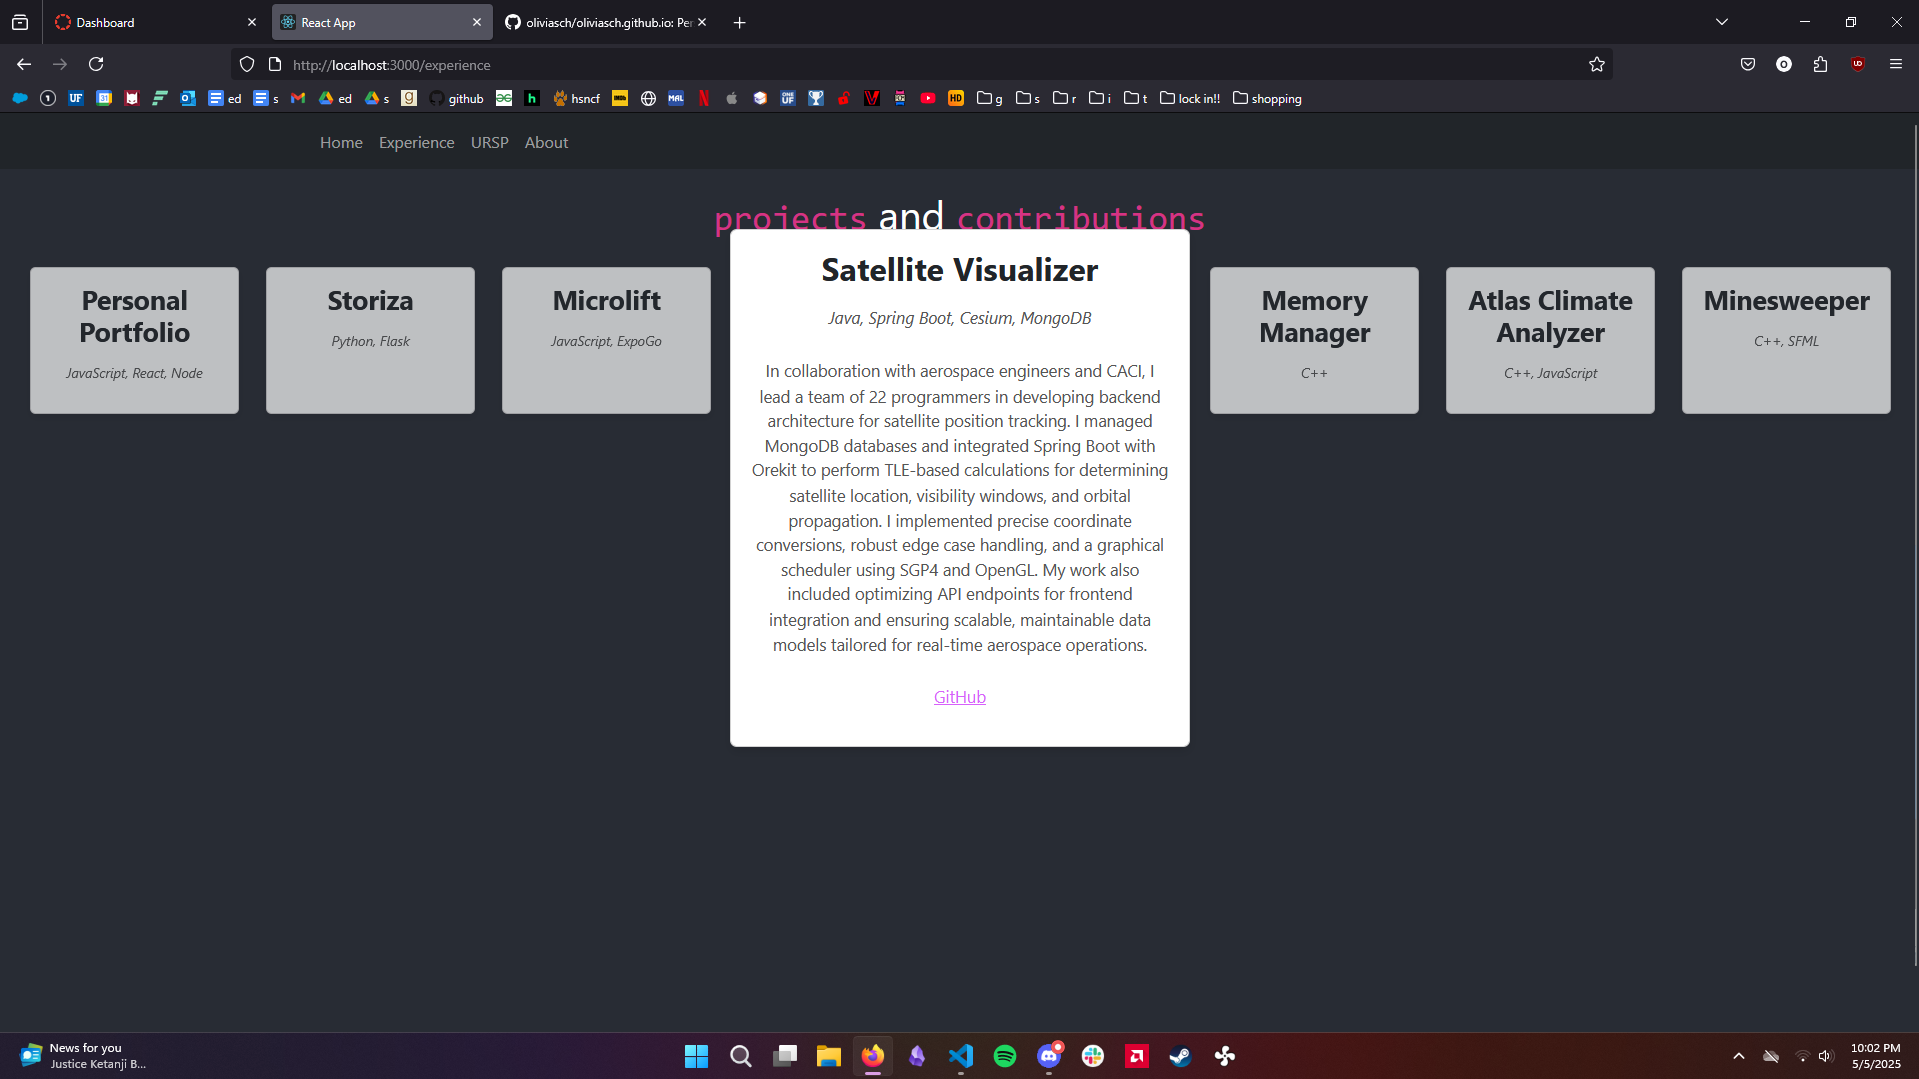 Dashboard
React App
oliviasch/oliviasch.github.io: Per
http://localhost:3000/experience
UF
31
ed
s
ed
s
g
github
h
hsncf
IMDb
MAL
N
ONE UF
HD
g
s
r
i
t
lock in!!
shopping
Home
Experience
URSP
About
projects and contributions
Personal
Portfolio
JavaScript, React, Node
Storiza
Python, Flask
Microlift
JavaScript, ExpoGo
Satellite Visualizer
Java, Spring Boot, Cesium, MongoDB
In collaboration with aerospace engineers and CACI, I
lead a team of 22 programmers in developing backend
architecture for satellite position tracking. I managed
MongoDB databases and integrated Spring Boot with
Orekit to perform TLE-based calculations for determining
satellite location, visibility windows, and orbital
propagation. I implemented precise coordinate
conversions, robust edge case handling, and a graphical
scheduler using SGP4 and OpenGL. My work also
included optimizing API endpoints for frontend
integration and ensuring scalable, maintainable data
models tailored for real-time aerospace operations.
GitHub
Memory
Manager
C++
Atlas Climate
Analyzer
C++, JavaScript
Minesweeper
C++, SFML
News for you
Justice Ketanji B...
10:02 PM
5/5/2025